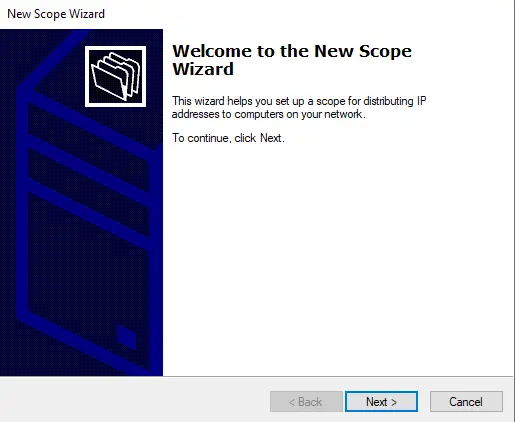 New Scope Wizard
Welcome to the New Scope
Wizard
This wizard helps you set up a scope for distributing IP
addresses to computers on your network.
To continue, click Next.
< Back
Next >
Cancel